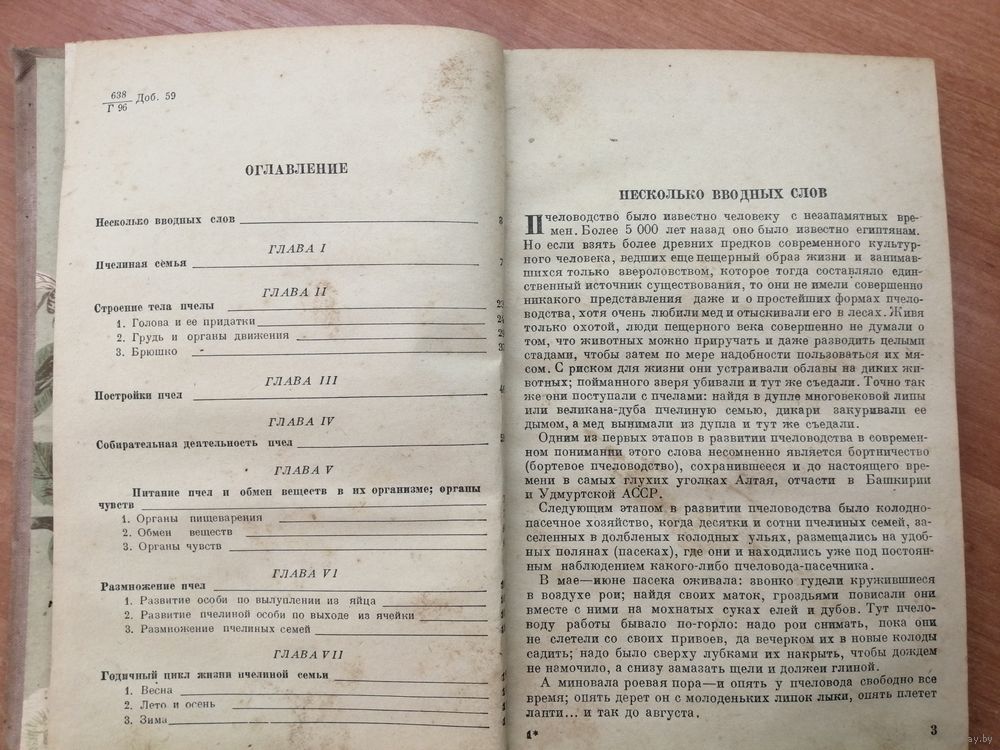 638
Г 96
Доб. 59
ОГЛАВЛЕНИЕ
Несколько вводных слов 3
ГЛАВА I
Пчелиная семья 7
ГЛАВА II
Строение тела пчелы
1. Голова и ее придатки
2. Грудь и органы движения
3. Брюшко
ГЛАВА III
Постройки пчел
ГЛАВА IV
Собирательная деятельность пчел
ГЛАВА V
Питание пчел и обмен веществ в их организме; органы
чувств
1. Органы пищеварения
2. Обмен веществ
3. Органы чувств
ГЛАВА VI
Размножение пчел
1. Развитие особи по вылуплении из яйца
2. Развитие пчелиной особи по выходе из ячейки
3. Размножение пчелиных семей
ГЛАВА VII
Годичный цикл жизни пчелиной семьи
1. Весна
2. Лето и осень
3. Зима
НЕСКОЛЬКО ВВОДНЫХ СЛОВ
Пчеловодство было известно человеку с незапамятных вре-
мен. Более 5 000 лет назад оно было известно египтянам.
Но если взять более древних предков современного культур-
ного человека, ведших еще пещерный образ жизни и занимав-
шихся только звероловством, которое тогда составляло един-
ственный источник существования, то они не имели совершенно
никакого представления даже и о простейших формах пчело-
водства, хотя очень любили мед и отыскивали его в лесах. Живя
только охотой, люди пещерного века совершенно не думали о
том, что животных можно приручать и даже разводить целыми
стадами, чтобы затем по мере надобности пользоваться их мя-
сом. С риском для жизни они устраивали облавы на диких жи-
вотных; пойманного зверя убивали и тут же съедали. Точно так
же они поступали с пчелами: найдя в дупле многовековой липы
или великана-дуба пчелиную семью, дикари закуривали ее
дымом, а мед вынимали из дупла и тут же съедали.
Одним из первых этапов в развитии пчеловодства в современ-
ном понимании этого слова несомненно является бортничество
(бортевое пчеловодство), сохранившееся и до настоящего вре-
мени в самых глухих уголках Алтая, отчасти в Башкирии
и Удмуртской АССР.
Следующим этапом в развитии пчеловодства было колодно-
пасечное хозяйство, когда десятки и сотни пчелиных семей, за-
селенных в долбленых колодных ульях, размещались на удоб-
ных полянах (пасеках), где они и находились уже под постоян-
ным наблюдением какого-либо пчеловода-пасечника.
В мае—июне пасека оживала: звонко гудели кружившиеся
в воздухе рои; найдя своих маток, гроздьями повисали они
вместе с ними на мохнатых суках елей и дубов. Тут пчело-
воду работы бывало по-горло: надо рои снимать, пока они
не слетели со своих привоев, да вечерком их в новые колоды
садить; надо было сверху лубками их накрыть, чтобы дождем
не намочило, а снизу замазать щели и должеи глиной.
А миновала роевая пора—и опять у пчеловода свободно все
время; опять дерет он с молоденьких липок лыки, опять плетет
лапти... и так до августа.
1*
3
ay.by